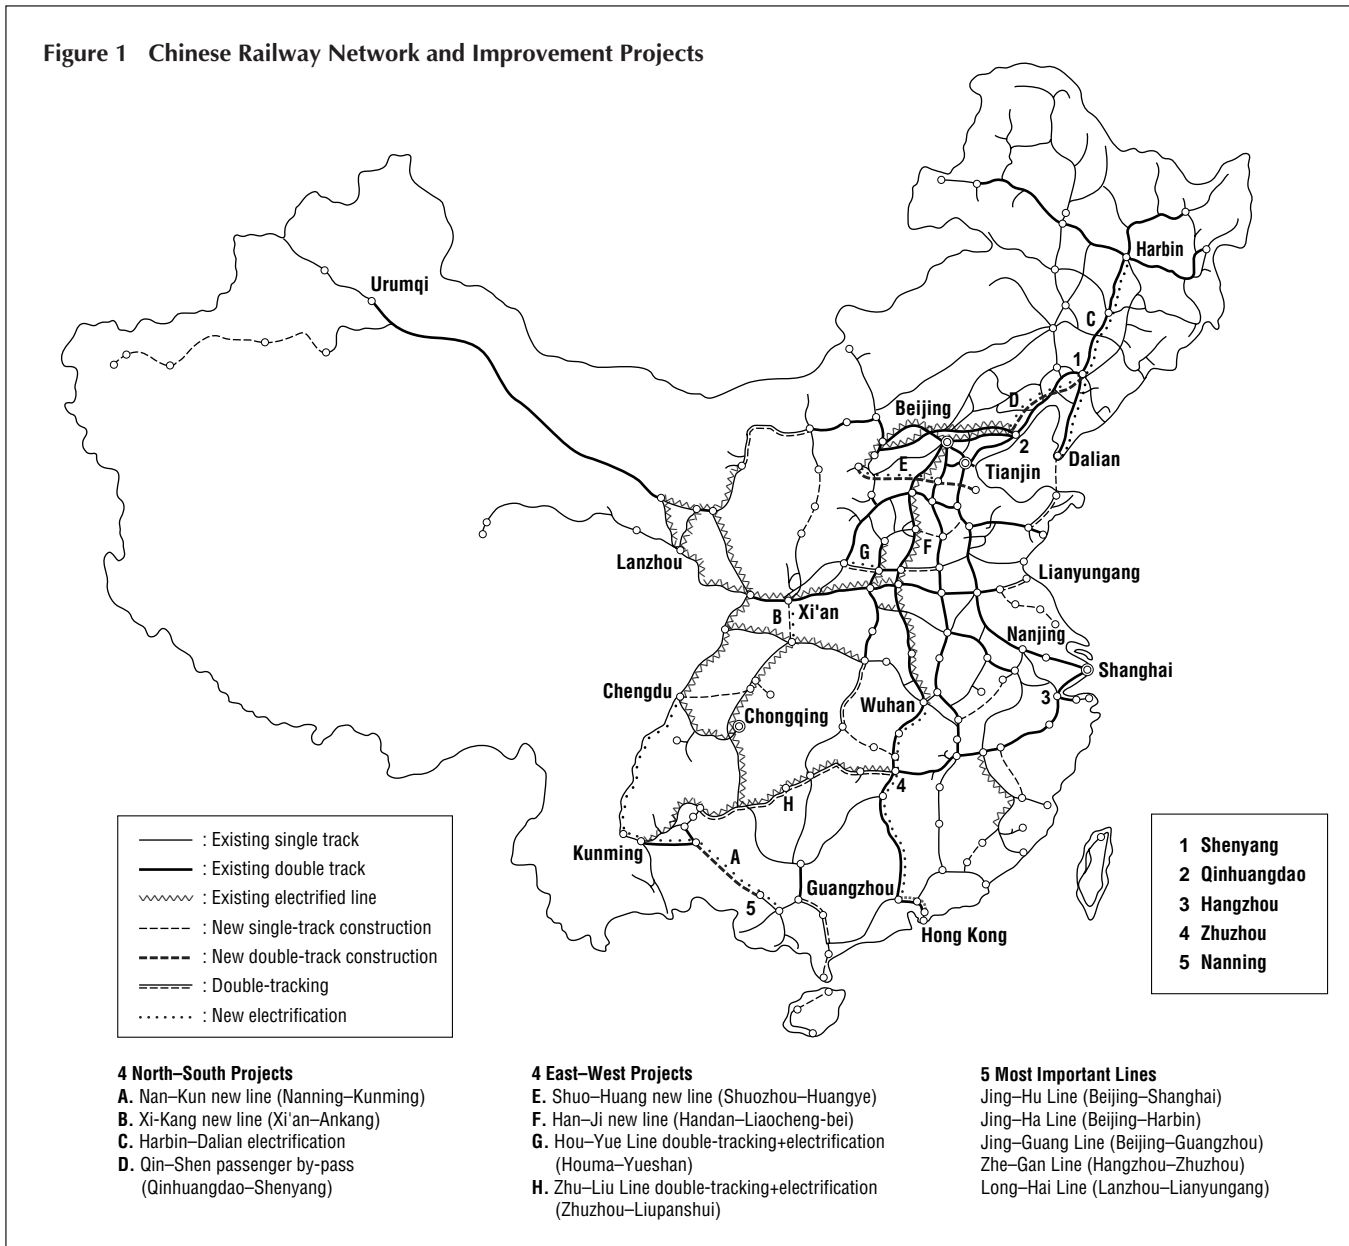 Figure 1 Chinese Railway Network and Improvement Projects
Harbin
Urumqi
C
1
D
Beijing
2
Dalian
E
Tianjin
F
G
Lanzhou
Lianyungang
B
Xi'an
Nanjing
Shanghai
Chengdu
3
Wuhan
Chongqing
4
H
Kunming
A
Guangzhou
5
Hong Kong
: Existing single track
: Existing double track
: Existing electrified line
: New single-track construction
: New double-track construction
: Double-tracking
: New electrification
1 Shenyang
2 Qinhuangdao
3 Hangzhou
4 Zhuzhou
5 Nanning
4 North–South Projects
A. Nan–Kun new line (Nanning–Kunming)
B. Xi-Kang new line (Xi'an–Ankang)
C. Harbin–Dalian electrification
D. Qin–Shen passenger by-pass
(Qinhuangdao–Shenyang)
4 East–West Projects
E. Shuo–Huang new line (Shuozhou–Huangye)
F. Han–Ji new line (Handan–Liaocheng-bei)
G. Hou–Yue Line double-tracking+electrification
(Houma–Yueshan)
H. Zhu–Liu Line double-tracking+electrification
(Zhuzhou–Liupanshui)
5 Most Important Lines
Jing–Hu Line (Beijing–Shanghai)
Jing–Ha Line (Beijing–Harbin)
Jing–Guang Line (Beijing–Guangzhou)
Zhe–Gan Line (Hangzhou–Zhuzhou)
Long–Hai Line (Lanzhou–Lianyungang)